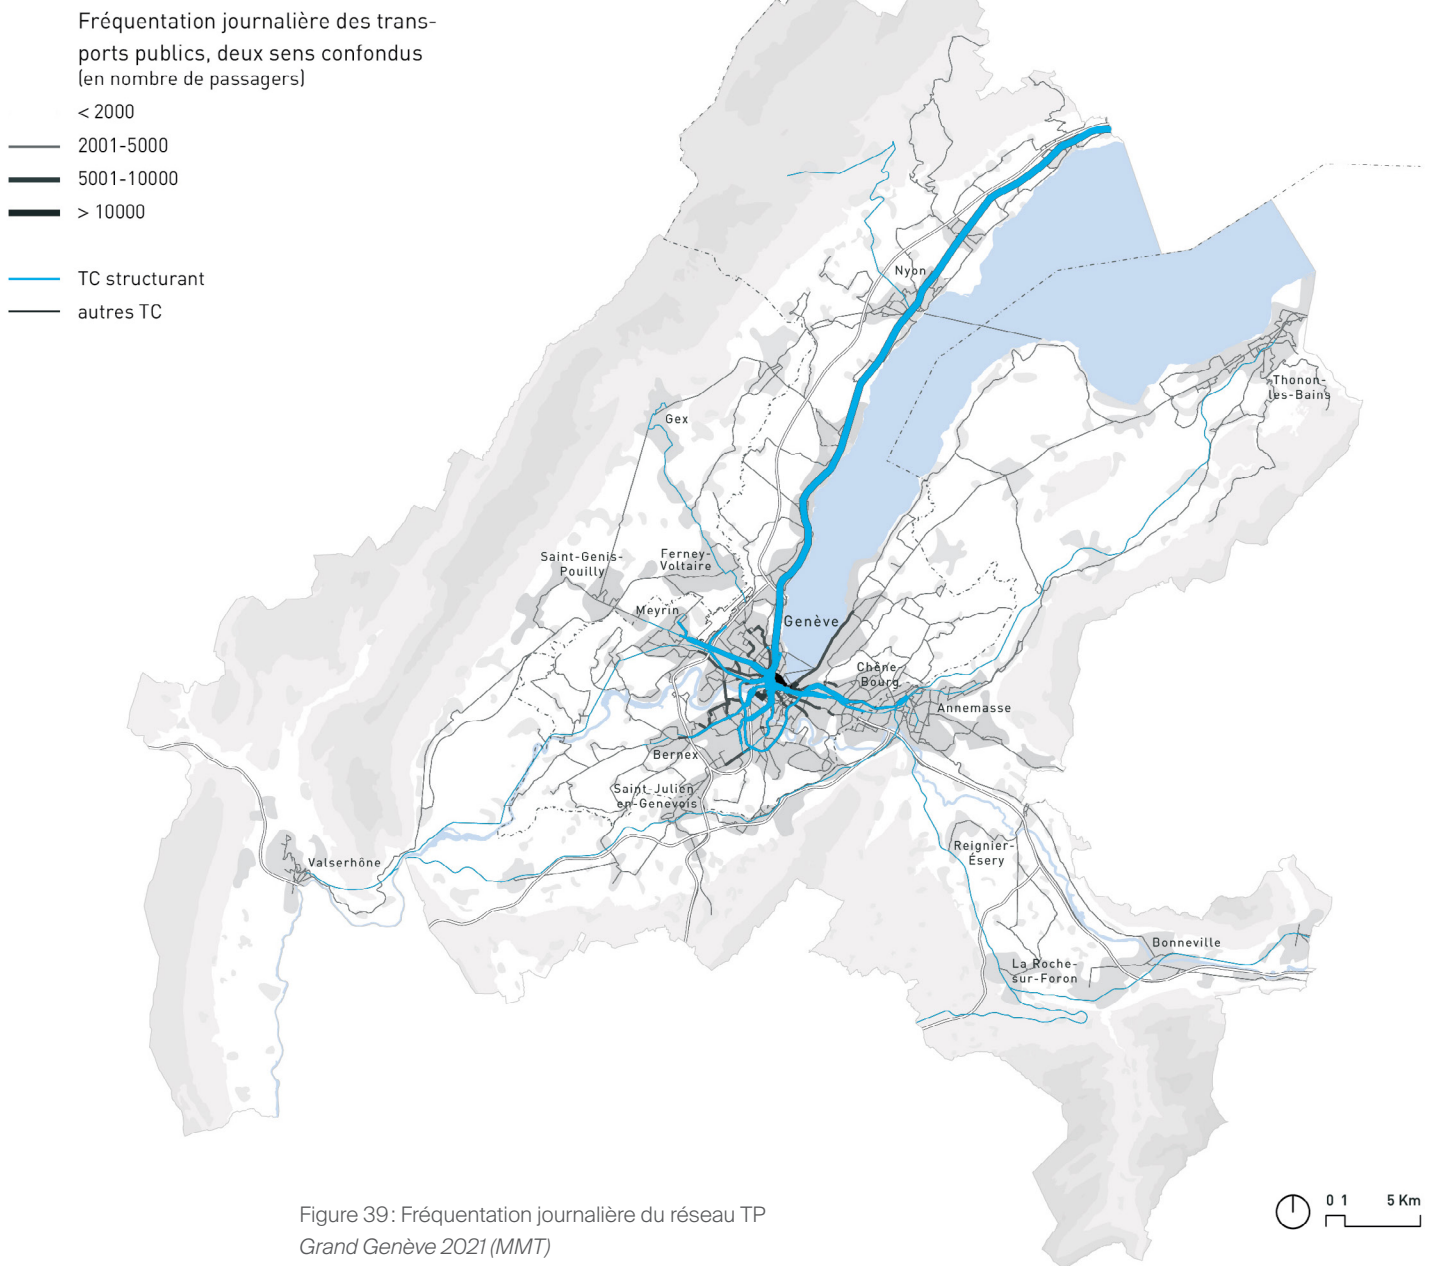 Fréquentation journalière des trans-
ports publics, deux sens confondus
(en nombre de passagers)
< 2000
2001-5000
5001-10000
> 10000
TC structurant
autres TC
Nyon
Thonon-
les-Bains
Gex
Saint-Genis-
Pouilly
Ferney-
Voltaire
Meyrin
Genève
Chêne-
Bourg
Annemasse
Bernex
Saint-Julien
en-Genevois
Valserhône
Reignier-
Ésery
Bonneville
La Roche-
sur-Foron
0 1 5 Km
Figure 39 : Fréquentation journalière du réseau TP
Grand Genève 2021 (MMT)